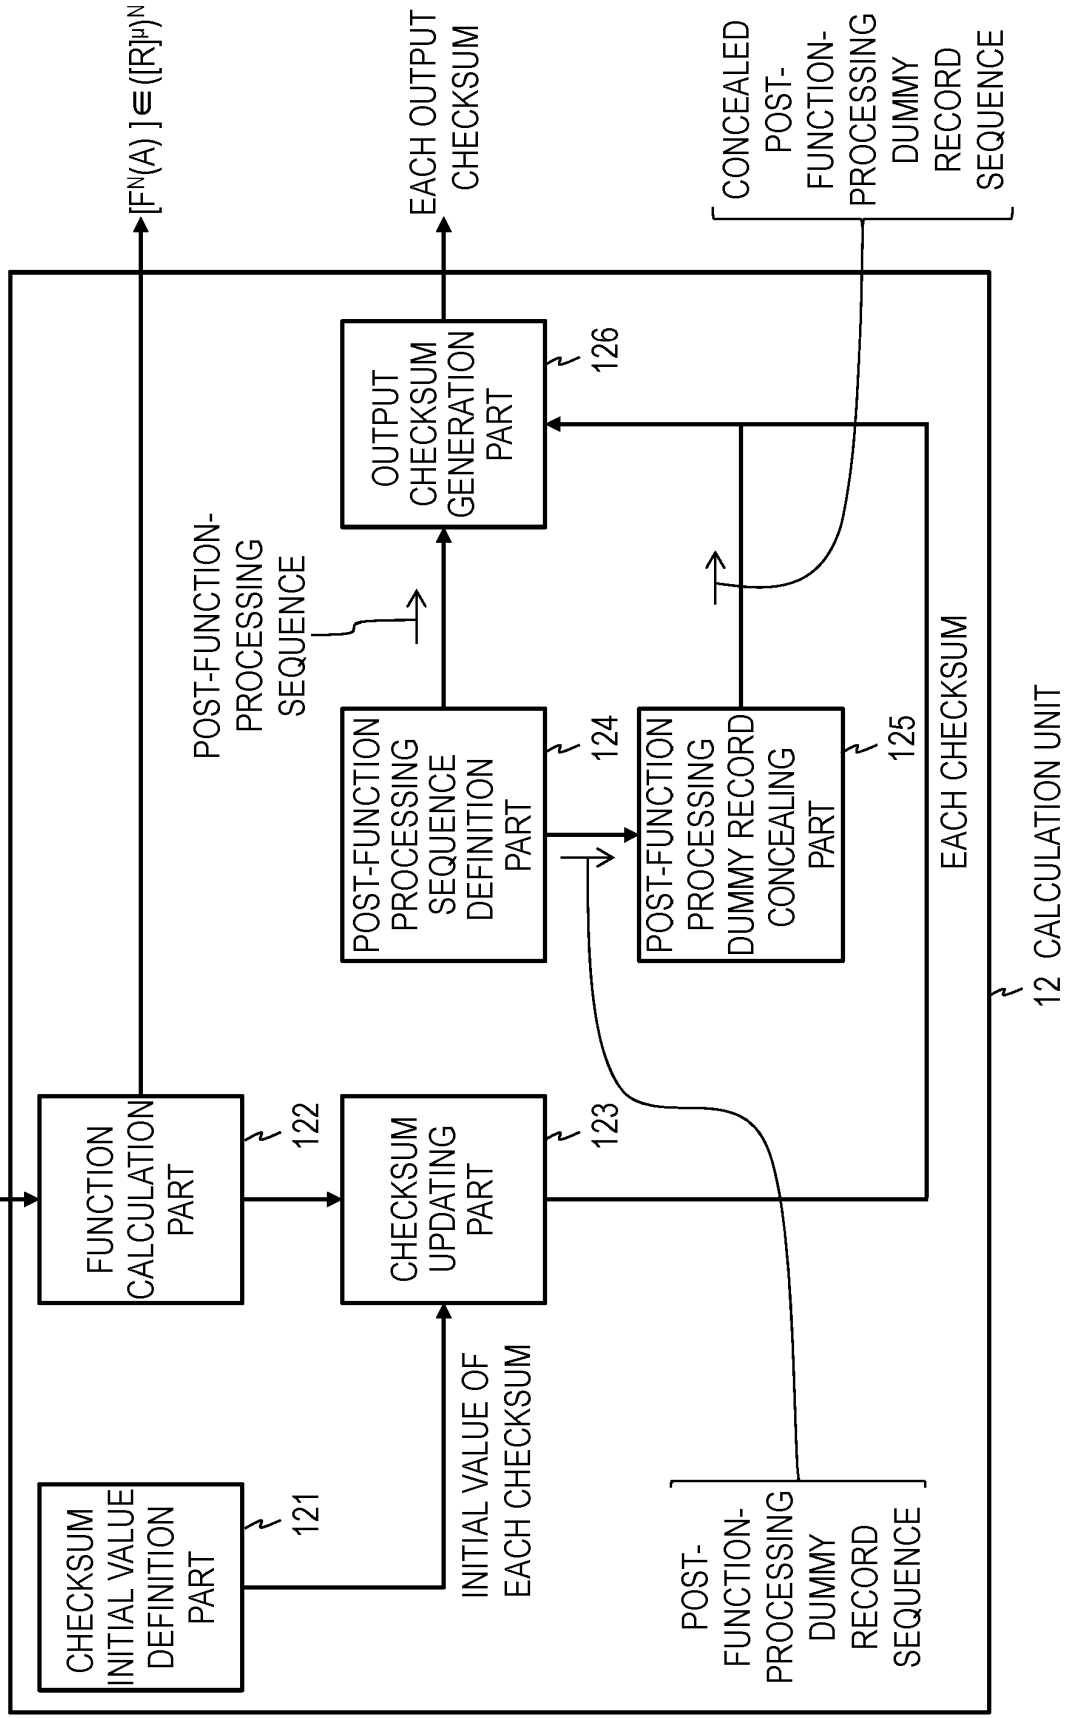 CHECKSUM
INITIAL VALUE
DEFINITION
PART
121
FUNCTION
CALCULATION
PART
122
[Fᴺ(A) ]∈([R]ᵘ)ᴺ
INITIAL VALUE OF
EACH CHECKSUM
CHECKSUM
UPDATING
PART
123
POST-FUNCTION
PROCESSING
SEQUENCE
DEFINITION
PART
124
POST-FUNCTION-
PROCESSING
SEQUENCE
OUTPUT
CHECKSUM
GENERATION
PART
126
EACH OUTPUT
CHECKSUM
POST-
FUNCTION-
PROCESSING
DUMMY
RECORD
SEQUENCE
POST-FUNCTION
PROCESSING
DUMMY RECORD
CONCEALING
PART
125
CONCEALED
POST-
FUNCTION-
PROCESSING
DUMMY
RECORD
SEQUENCE
EACH CHECKSUM
12 CALCULATION UNIT